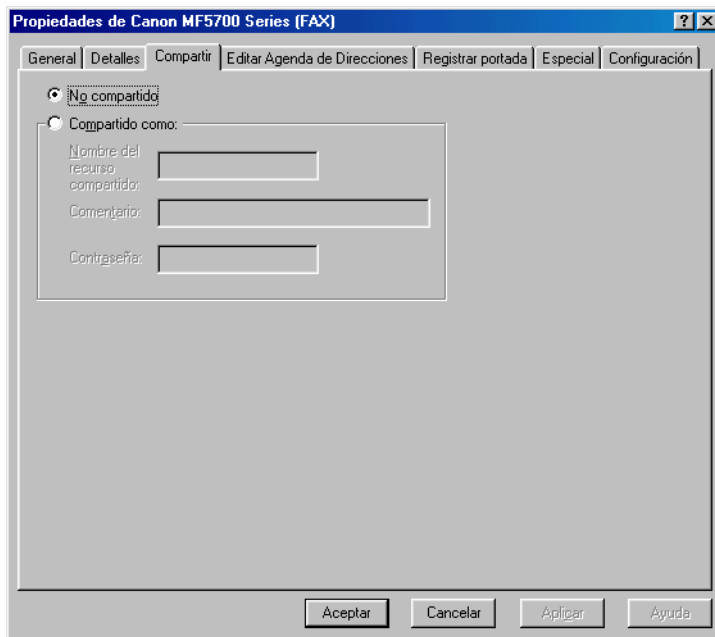 Propiedades de Canon MF5700 Series (FAX)
General Detalles Compartir Editar Agenda de Direcciones Registrar portada Especial Configuración
No compartido
Compartido como:
Nombre del
recurso
compartido:
Comentario:
Contraseña:
Aceptar Cancelar Aplicar Ayuda